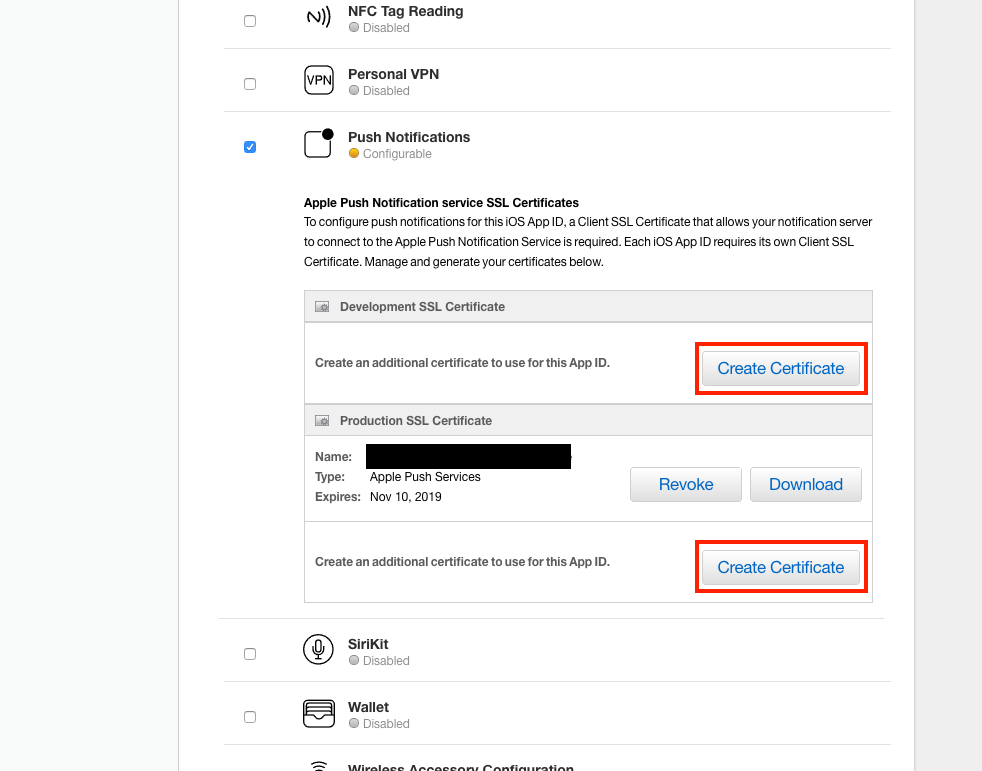 NFC Tag Reading
Disabled
VPN
Personal VPN
Disabled
Push Notifications
Configurable
Apple Push Notification service SSL Certificates
To configure push notifications for this iOS App ID, a Client SSL Certificate that allows your notification server
to connect to the Apple Push Notification Service is required. Each iOS App ID requires its own Client SSL
Certificate. Manage and generate your certificates below.
Development SSL Certificate
Create an additional certificate to use for this App ID.
Create Certificate
Production SSL Certificate
Name:
Type: Apple Push Services
Expires: Nov 10, 2019
Revoke Download
Create an additional certificate to use for this App ID.
Create Certificate
SiriKit
Disabled
Wallet
Disabled
Wireless Accessory Configuration